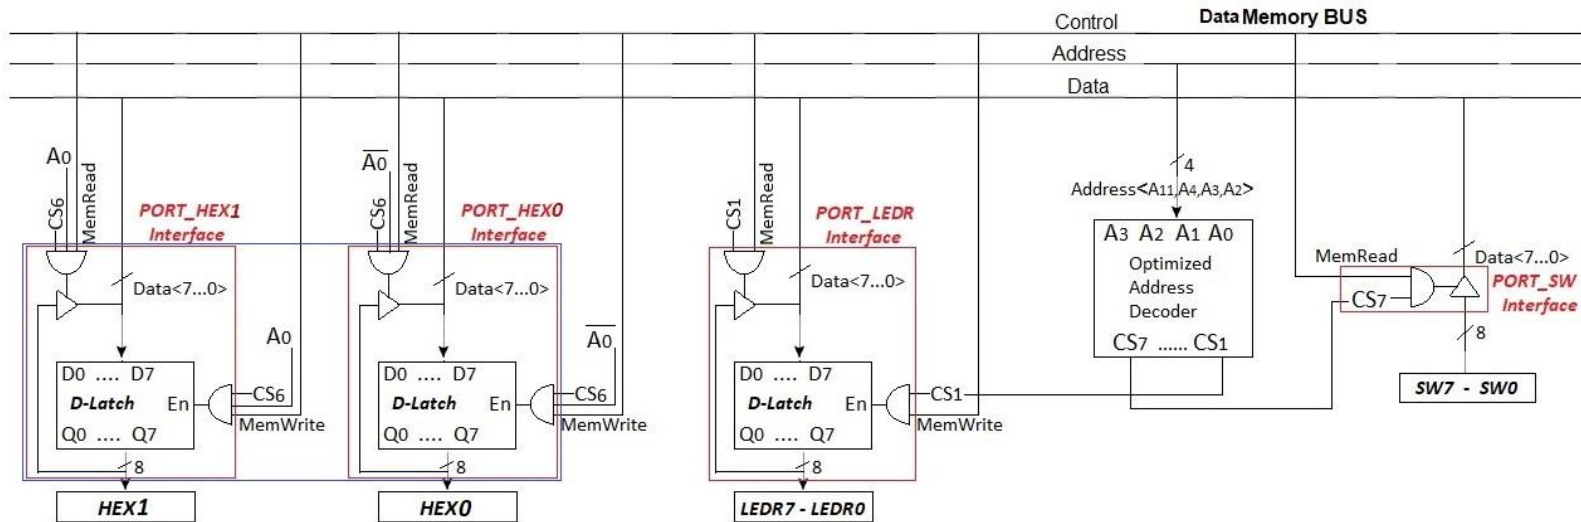 Data Memory BUS
Control
Address
Data
A0
CS6
MemRead
PORT_HEX1
Interface
Data<7...0>
A0
D0 .... D7
D-Latch
En
CS6
Q0 .... Q7
MemWrite
8
HEX1
A0
CS6
MemRead
PORT_HEX0
Interface
Data<7...0>
A0
D0 .... D7
D-Latch
En
CS6
Q0 .... Q7
MemWrite
8
HEX0
CS1
MemRead
PORT_LEDR
Interface
Data<7...0>
D0 .... D7
D-Latch
En
CS1
Q0 .... Q7
MemWrite
8
LEDR7 - LEDR0
4
Address<A11,A4,A3,A2>
A3 A2 A1 A0
Optimized
Address
Decoder
CS7 ...... CS1
MemRead
Data<7...0>
CS7
PORT_SW
Interface
8
SW7 - SW0